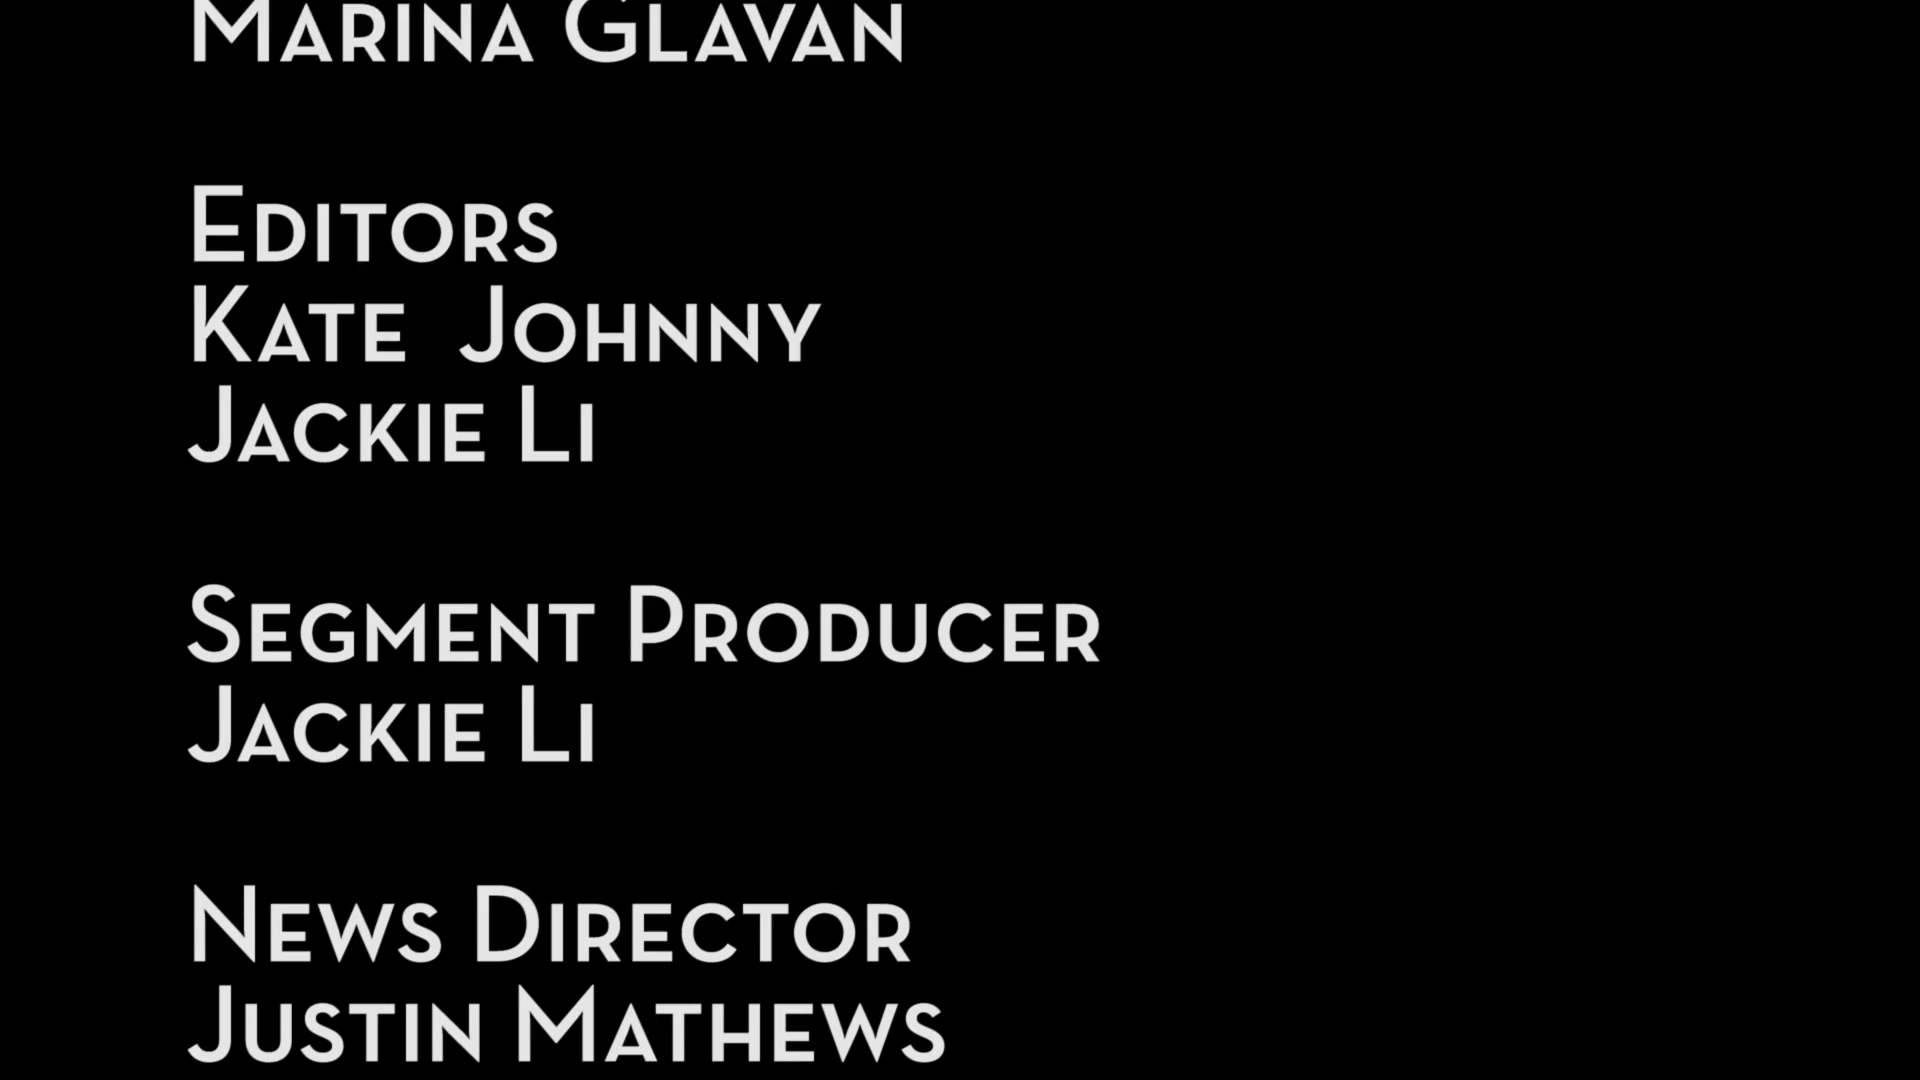 Marina Glavan
Editors
Kate  Johnny
Jackie Li
Segment Producer
Jackie Li
News Director
Justin Mathews